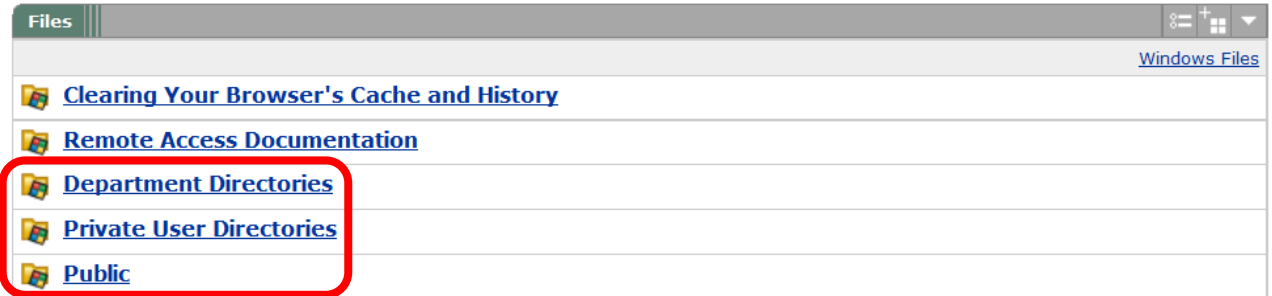 Files
Windows Files
Clearing Your Browser's Cache and History
Remote Access Documentation
Department Directories
Private User Directories
Public